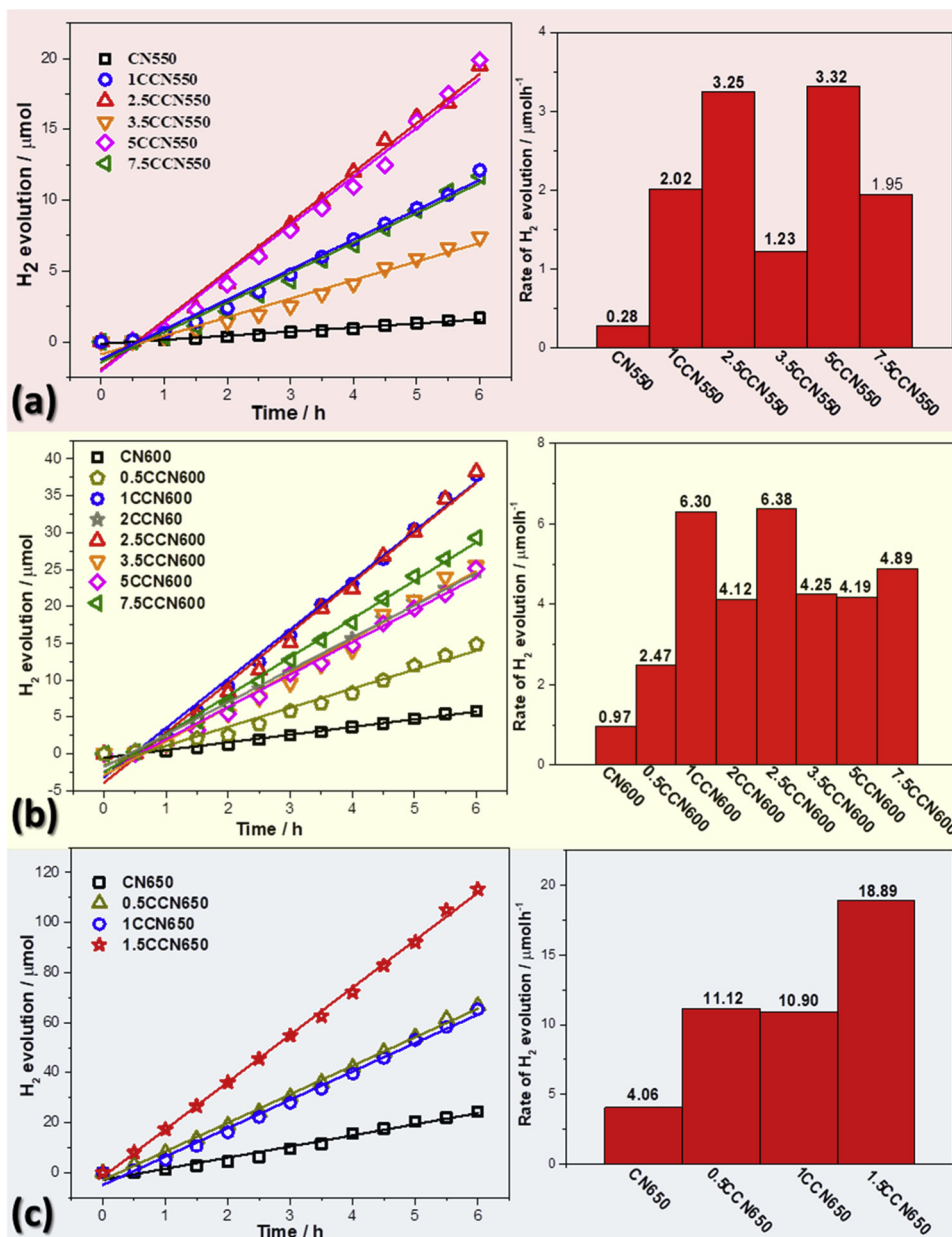 20
15
10
5
0
H2 evolution / μmol
CN550
1CCN550
2.5CCN550
3.5CCN550
5CCN550
7.5CCN550
0 1 2 3 4 5 6
Time / h
(a)
4
3
2
1
0
Rate of H2 evolution / μmolh-1
0.28
2.02
3.25
1.23
3.32
1.95
CN550
1CCN550
2.5CCN550
3.5CCN550
5CCN550
7.5CCN550
40
35
30
25
20
15
10
5
0
-5
H2 evolution / μmol
CN600
0.5CCN600
1CCN600
2CCN60
2.5CCN600
3.5CCN600
5CCN600
7.5CCN600
0 1 2 3 4 5 6
Time / h
(b)
8
6
4
2
0
Rate of H2 evolution / μmolh-1
0.97
2.47
6.30
4.12
6.38
4.25
4.19
4.89
CN600
0.5CCN600
1CCN600
2CCN600
2.5CCN600
3.5CCN600
5CCN600
7.5CCN600
120
100
80
60
40
20
0
H2 evolution / μmol
CN650
0.5CCN650
1CCN650
1.5CCN650
0 1 2 3 4 5 6
Time / h
(c)
20
15
10
5
0
Rate of H2 evolution / μmolh-1
4.06
11.12
10.90
18.89
CN650
0.5CCN650
1CCN650
1.5CCN650